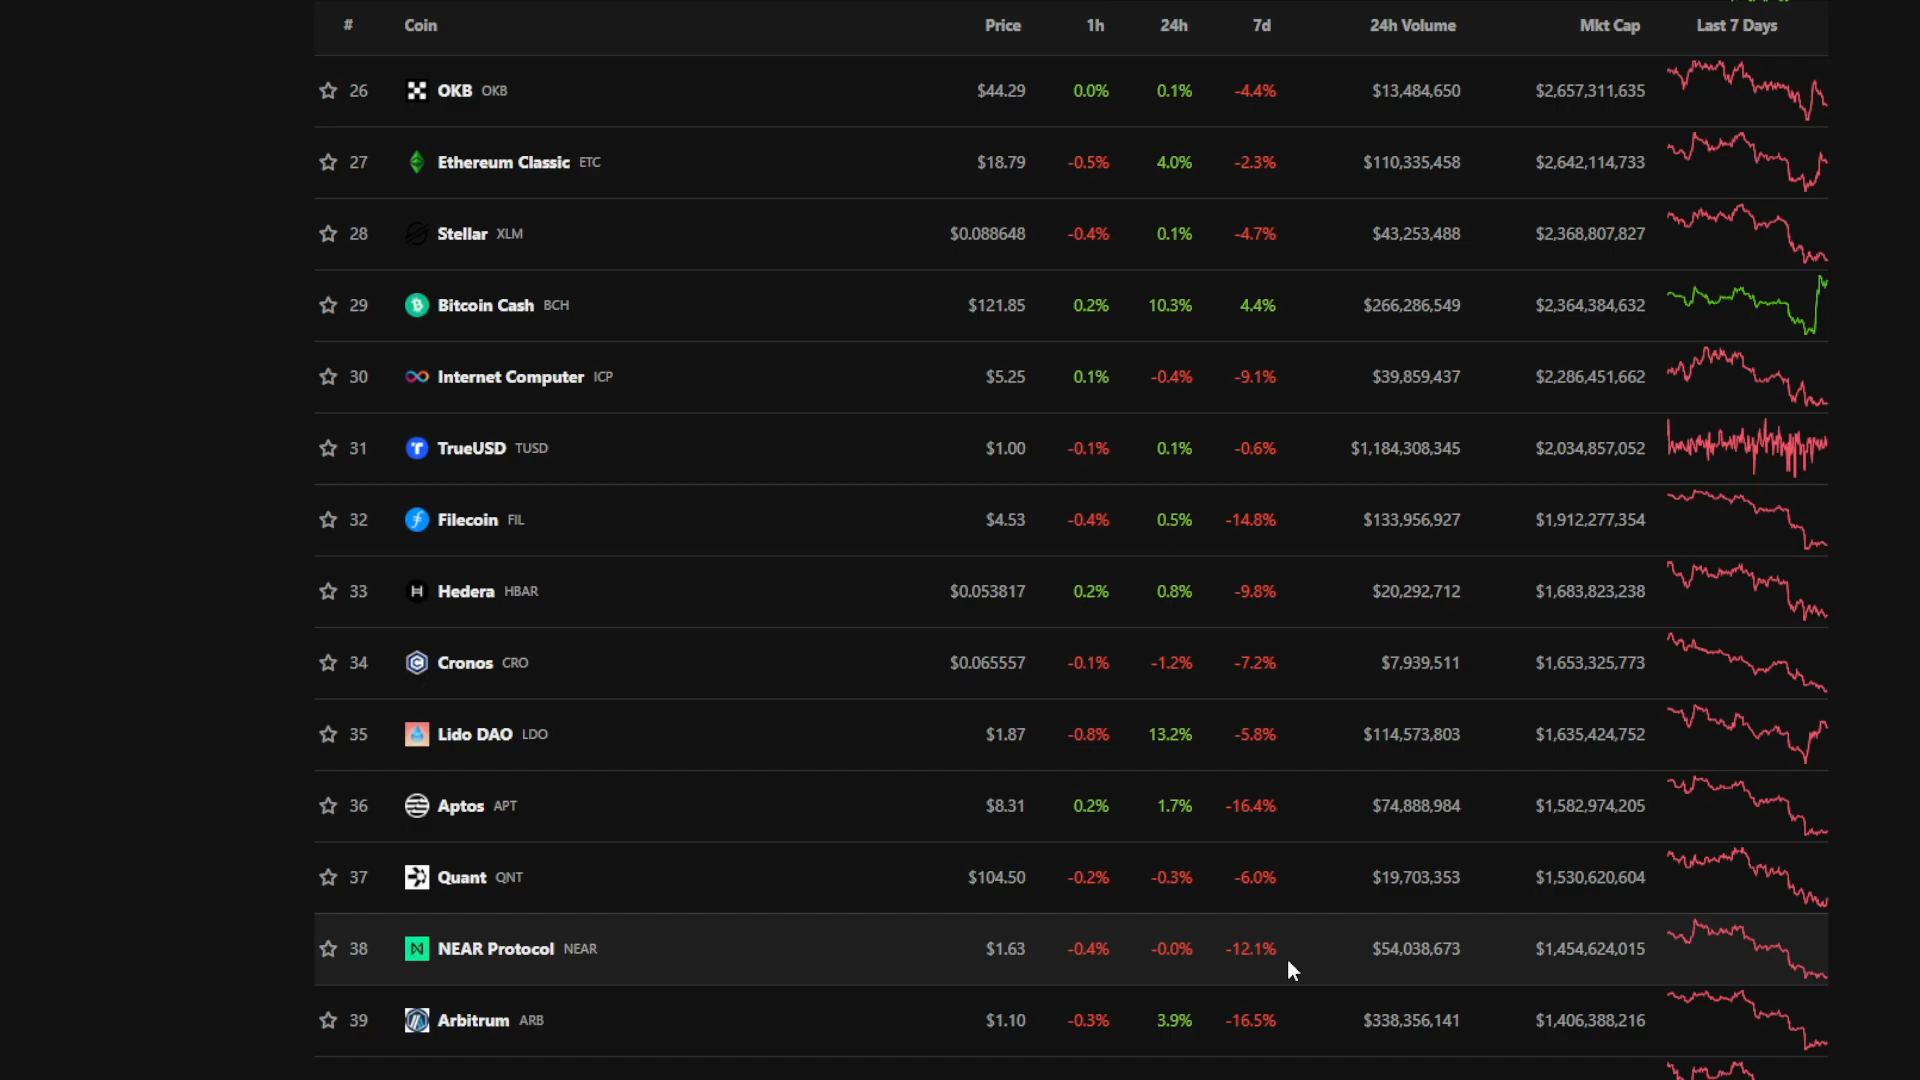 # Coin Price 1h 24h 7d 24h Volume Mkt Cap Last 7 Days
26 OKB OKB $44.29 0.0% 0.1% -4.4% $13,484,650 $2,657,311,635
27 Ethereum Classic ETC $18.79 -0.5% 4.0% -2.3% $110,335,458 $2,642,114,733
28 Stellar XLM $0.088648 -0.4% 0.1% -4.7% $43,253,488 $2,368,807,827
29 Bitcoin Cash BCH $121.85 0.2% 10.3% 4.4% $266,286,549 $2,364,384,632
30 Internet Computer ICP $5.25 0.1% -0.4% -9.1% $39,859,437 $2,286,451,662
31 TrueUSD TUSD $1.00 -0.1% 0.1% -0.6% $1,184,308,345 $2,034,857,052
32 Filecoin FIL $4.53 -0.4% 0.5% -14.8% $133,956,927 $1,912,277,354
33 Hedera HBAR $0.053817 0.2% 0.8% -9.8% $20,292,712 $1,683,823,238
34 Cronos CRO $0.065557 -0.1% -1.2% -7.2% $7,939,511 $1,653,325,773
35 Lido DAO LDO $1.87 -0.8% 13.2% -5.8% $114,573,803 $1,635,424,752
36 Aptos APT $8.31 0.2% 1.7% -16.4% $74,888,984 $1,582,974,205
37 Quant QNT $104.50 -0.2% -0.3% -6.0% $19,703,353 $1,530,620,604
38 NEAR Protocol NEAR $1.63 -0.4% -0.0% -12.1% $54,038,673 $1,454,624,015
39 Arbitrum ARB $1.10 -0.3% 3.9% -16.5% $338,356,141 $1,406,388,216